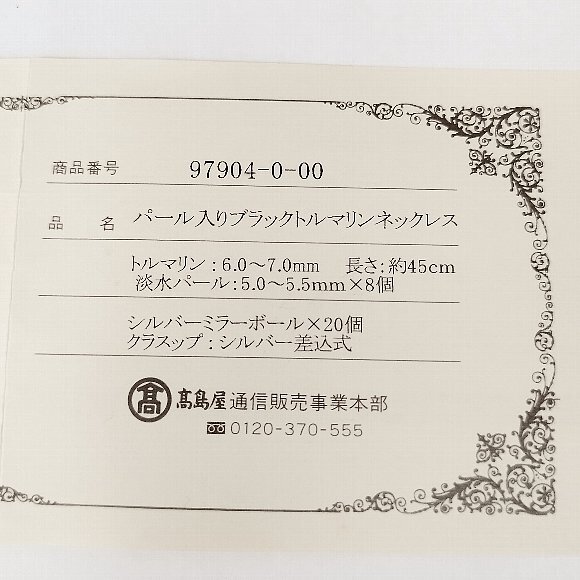 商品番号 97904-0-00
品名 パール入りブラックトルマリンネックレス
トルマリン:6.0〜7.0mm 長さ:約45cm
淡水パール:5.0〜5.5mm×8個
シルバーミラーボール×20個
クラスップ:シルバー差込式
髙 髙島屋通信販売事業本部
0120-370-555